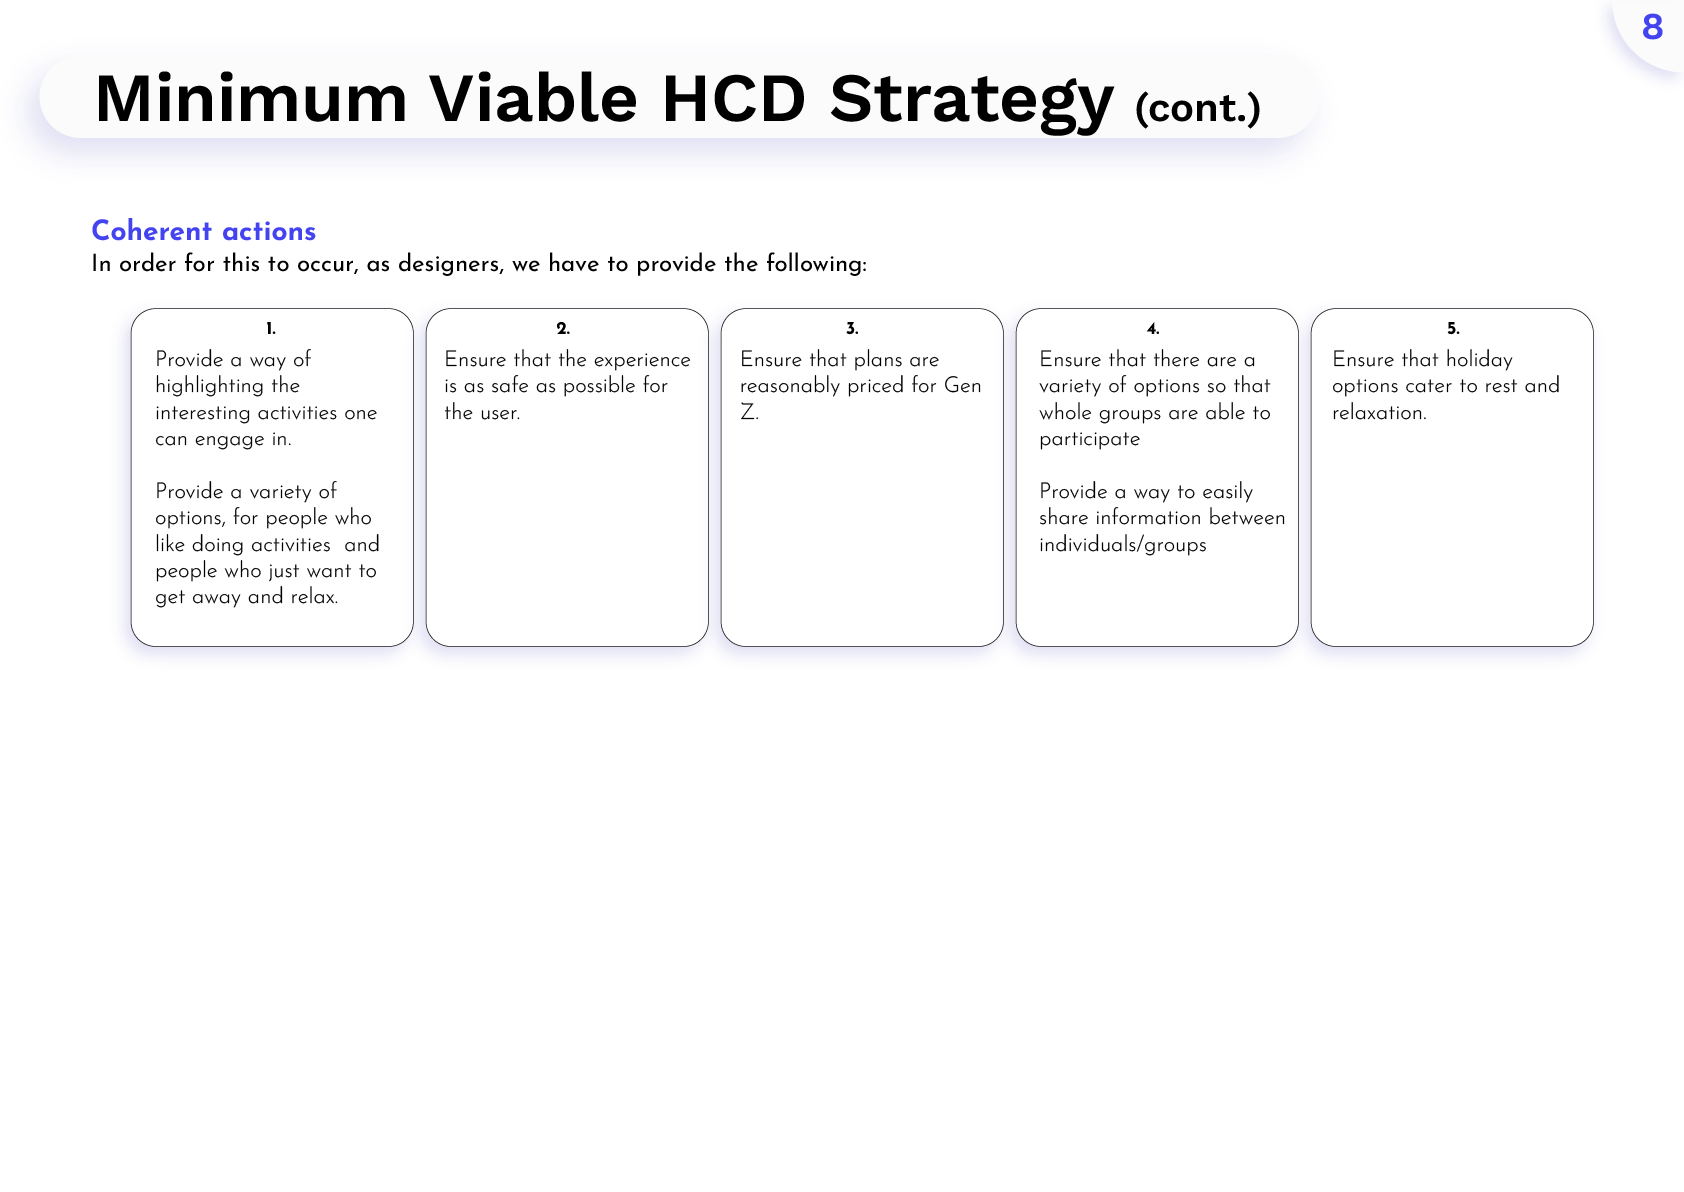 8
Minimum Viable HCD Strategy (cont.)
Coherent actions
In order for this to occur, as designers, we have to provide the following:
1.
Provide a way of
highlighting the
interesting activities one
can engage in.
Provide a variety of
options, for people who
like doing activities  and
people who just want to
get away and relax.
2.
Ensure that the experience
is as safe as possible for
the user.
3.
Ensure that plans are
reasonably priced for Gen
Z.
4.
Ensure that there are a
variety of options so that
whole groups are able to
participate
Provide a way to easily
share information between
individuals/groups
5.
Ensure that holiday
options cater to rest and
relaxation.